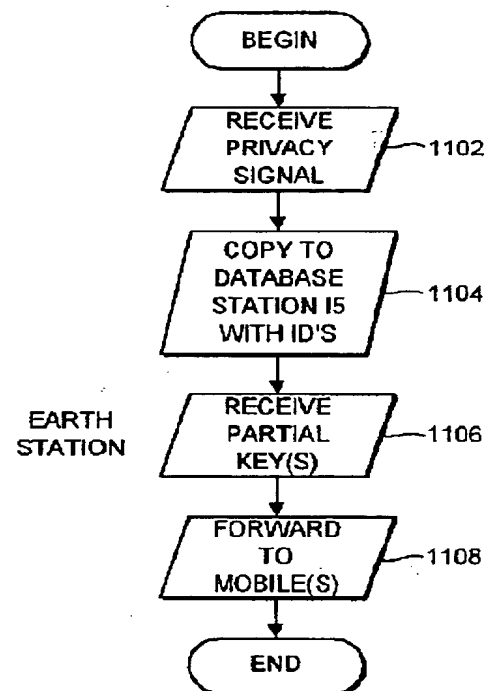 BEGIN
RECEIVE
PRIVACY
SIGNAL
1102
COPY TO
DATABASE
STATION I5
WITH ID'S
1104
EARTH
STATION
RECEIVE
PARTIAL
KEY(S)
1106
FORWARD
TO
MOBILE(S)
1108
END